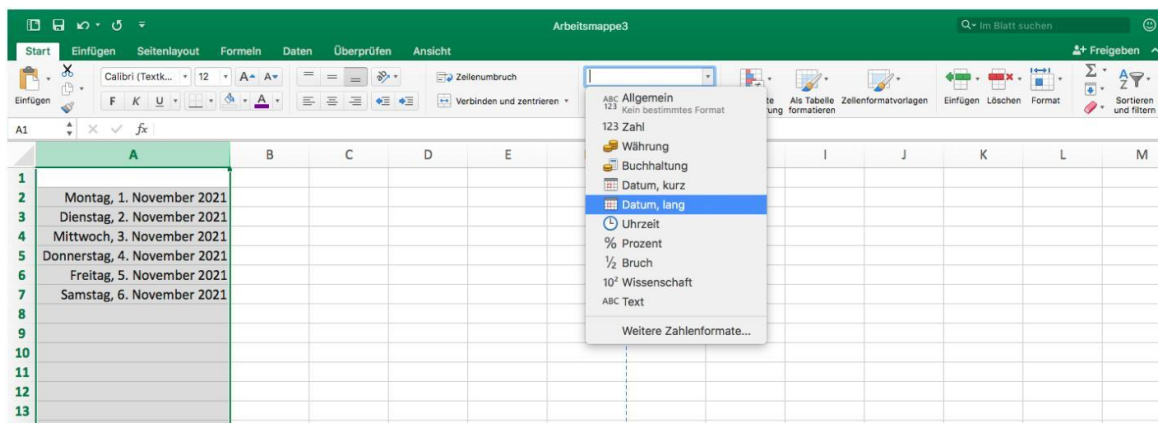 Arbeitsmappe3
Im Blatt suchen
Start Einfügen Seitenlayout Formeln Daten Überprüfen Ansicht Freigeben
Einfügen
Calibri (Textk... 12 A A
F K U A
Zeilenumbruch
Verbinden und zentrieren
Als Tabelle formatieren
Zellenformatvorlagen
Einfügen Löschen Format
Sortieren und filtern
A1 fx
A B C D E I J K L M
ABC 123 Allgemein
Kein bestimmtes Format
123 Zahl
Währung
Buchhaltung
Datum, kurz
Datum, lang
Uhrzeit
% Prozent
½ Bruch
10² Wissenschaft
ABC Text
Weitere Zahlenformate...
1
2 Montag, 1. November 2021
3 Dienstag, 2. November 2021
4 Mittwoch, 3. November 2021
5 Donnerstag, 4. November 2021
6 Freitag, 5. November 2021
7 Samstag, 6. November 2021
8
9
10
11
12
13